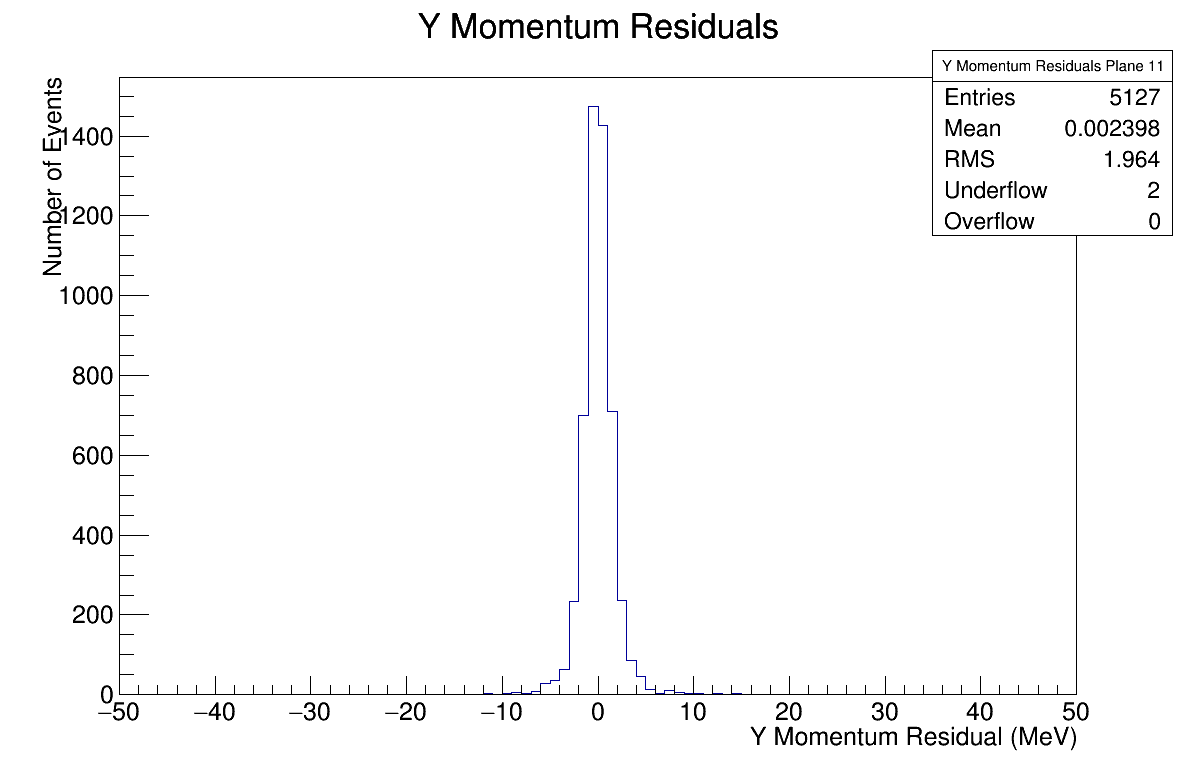 Y Momentum Residuals
Y Momentum Residuals Plane 11
Entries 5127
Mean 0.002398
RMS 1.964
Underflow 2
Overflow 0
Number of Events
1400
1200
1000
800
600
400
200
0
−50 −40 −30 −20 −10 0 10 20 30 40 50
Y Momentum Residual (MeV)